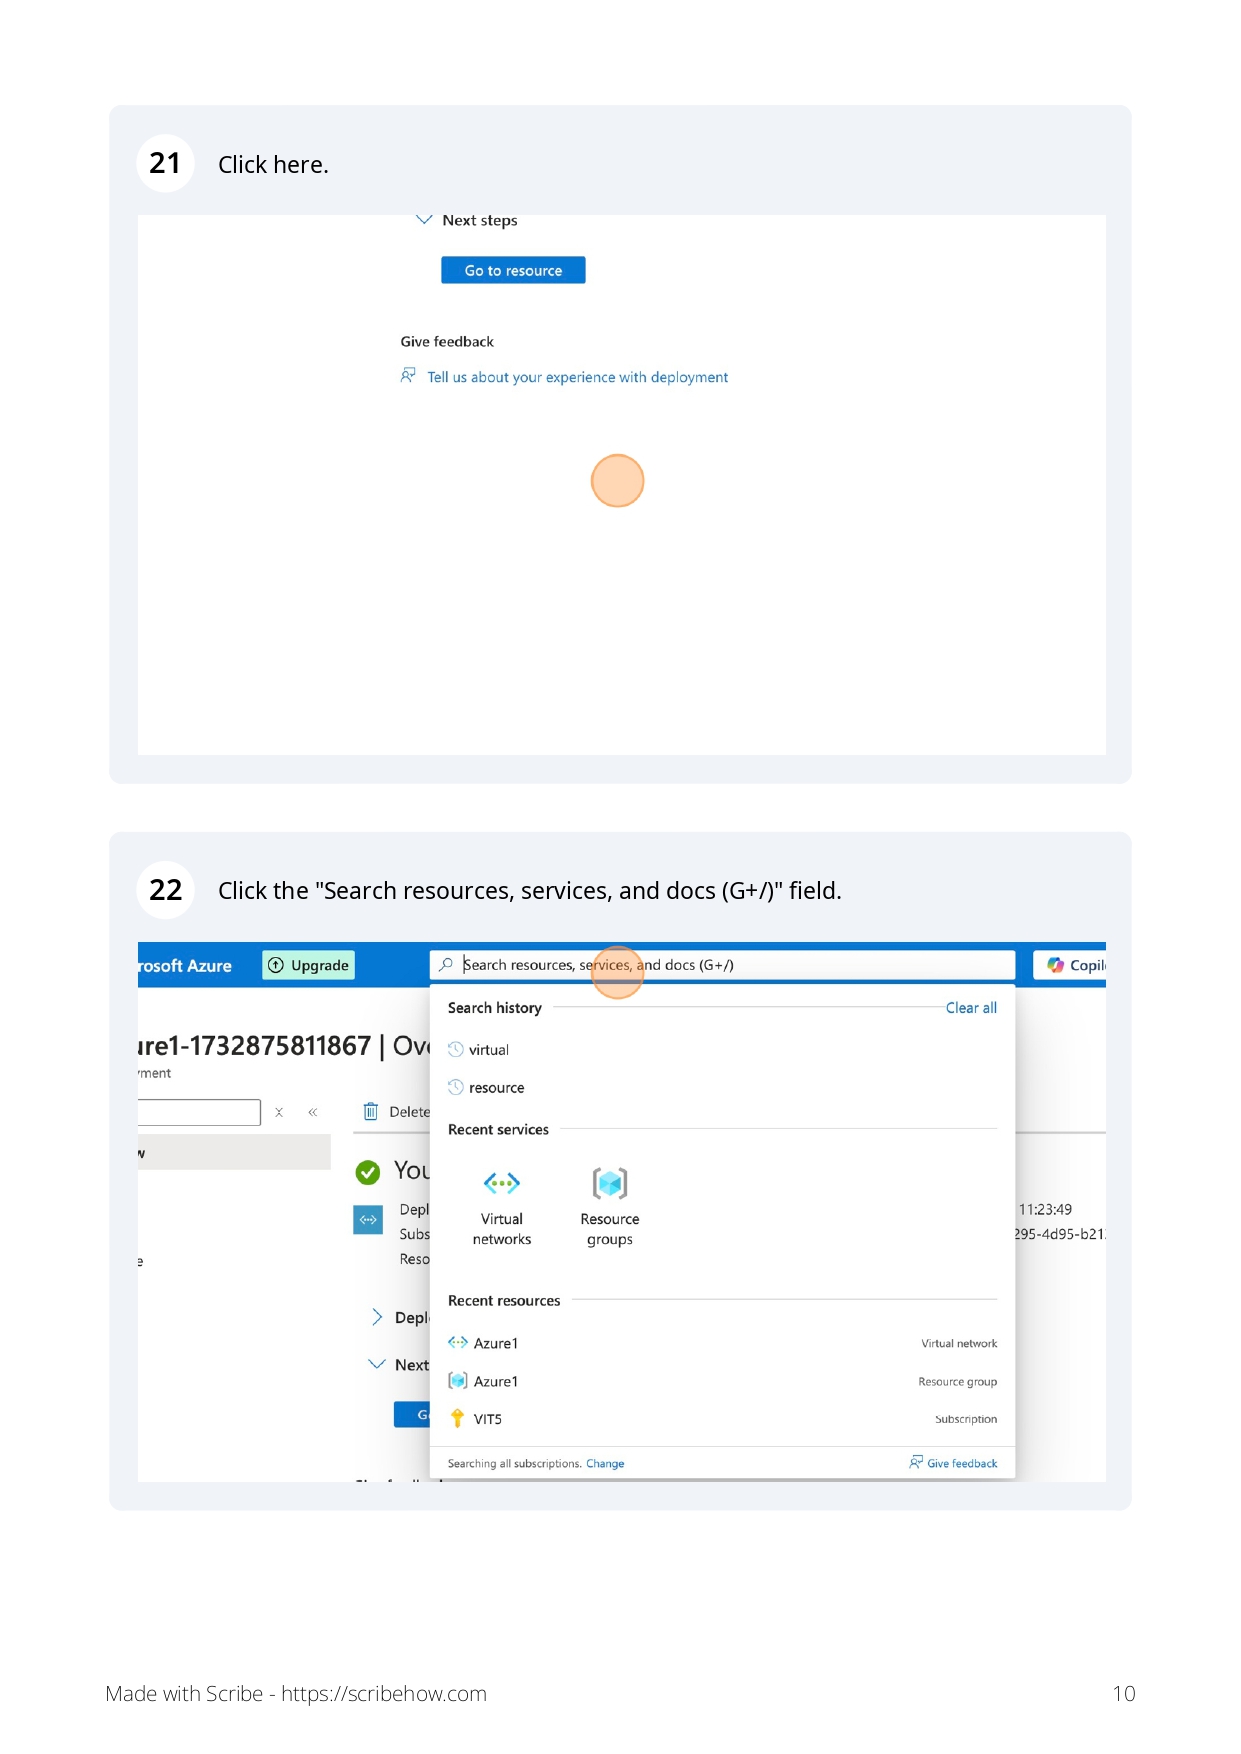 21 Click here.
Next steps
Go to resource
Give feedback
Tell us about your experience with deployment
22 Click the "Search resources, services, and docs (G+/)" field.
rosoft Azure Upgrade Search resources, services, and docs (G+/) Copil
Search history Clear all
ure1-1732875811867 | Ov
virtual
ment
resource
Delete
Recent services
w
You
Depl 11:23:49
Virtual networks Resource groups
Subs 295-4d95-b21
Reso
e
Recent resources
Depl
Azure1 Virtual network
Next
Azure1 Resource group
G
VIT5 Subscription
Searching all subscriptions. Change Give feedback
Made with Scribe - https://scribehow.com 10